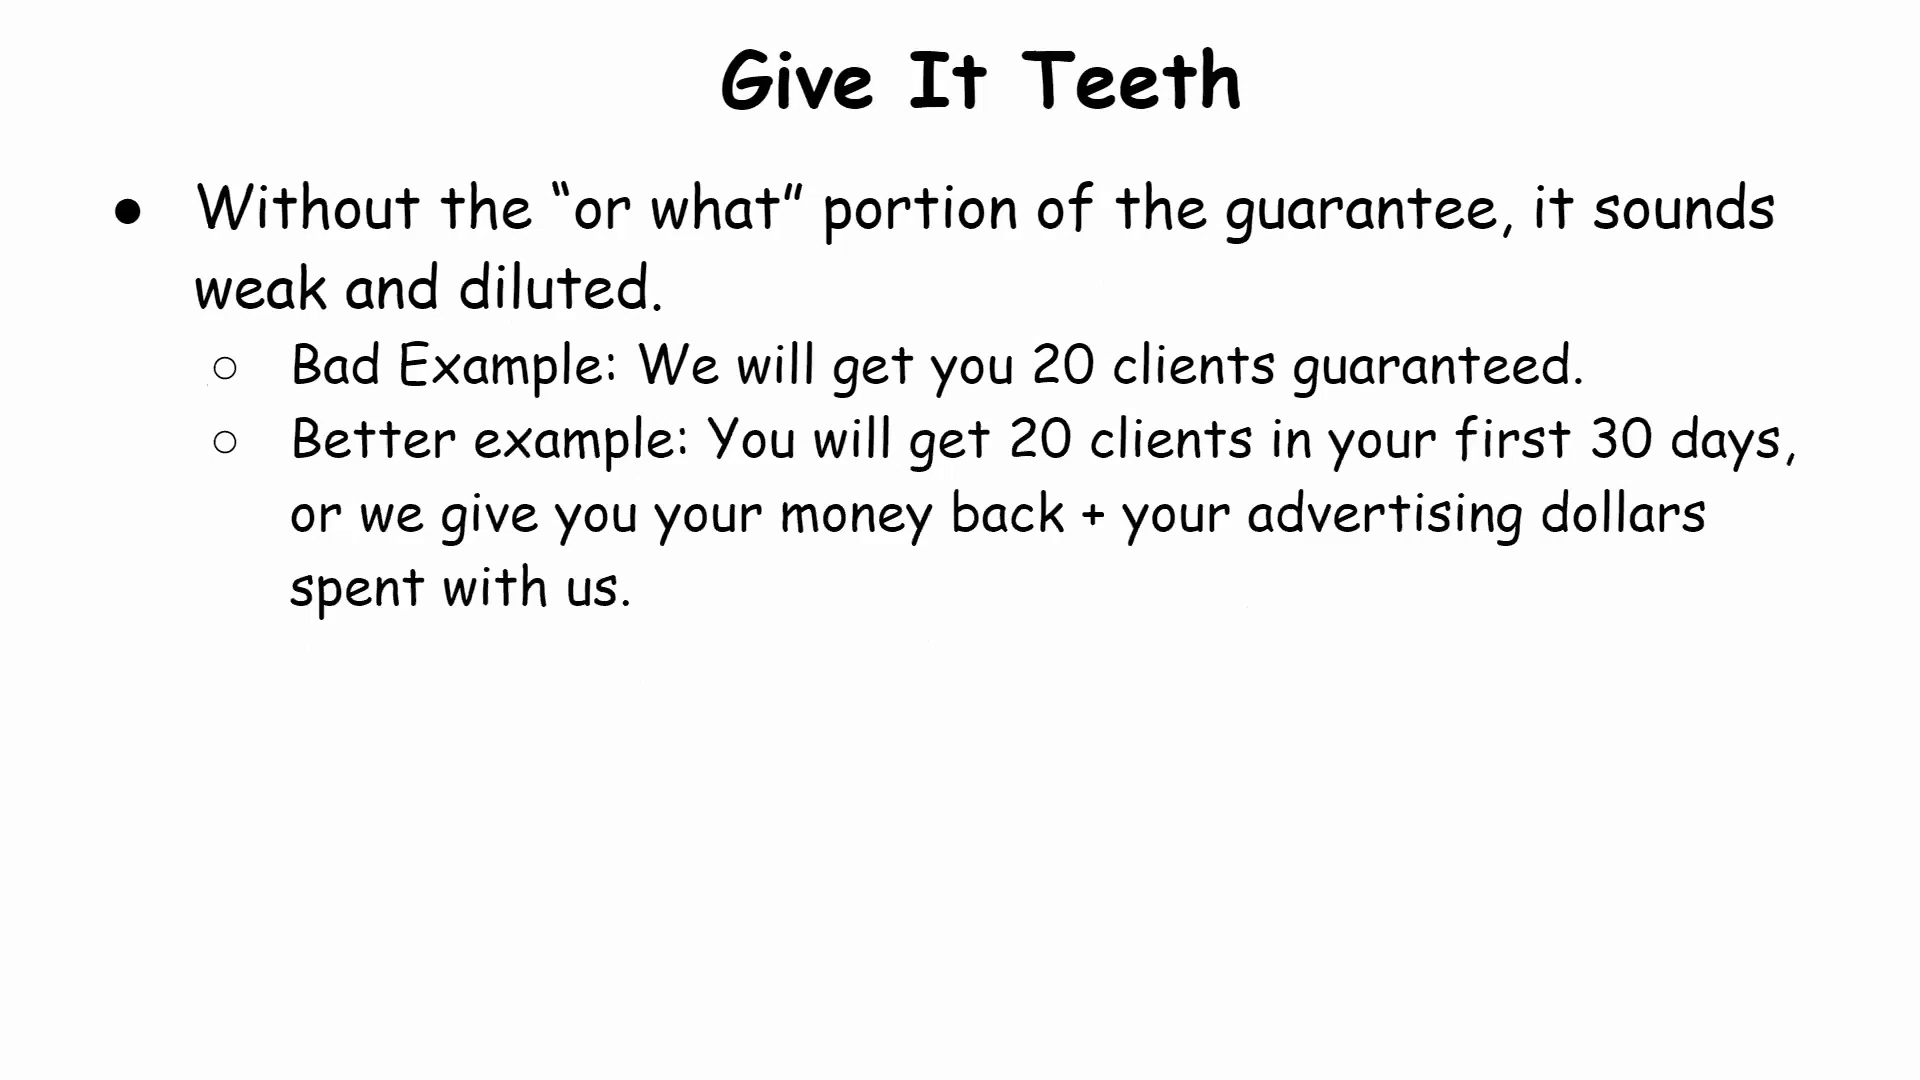 Give It Teeth
● Without the “or what” portion of the guarantee, it sounds
weak and diluted.
○ Bad Example: We will get you 20 clients guaranteed.
○ Better example: You will get 20 clients in your first 30 days,
or we give you your money back + your advertising dollars
spent with us.